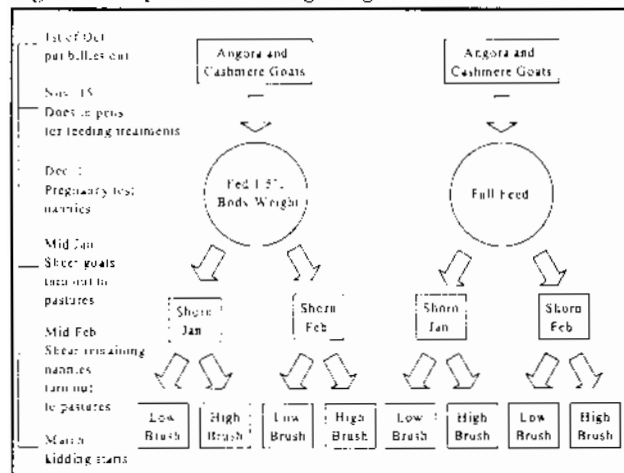 1st of Oct
put billies out
Nov. 15
Does in pens
for feeding treatments
Dec.
Pregnancy test
nannies
Mid Jan
Shear goats
turn out to
pastures
Mid Feb
Shear remaining
nannies
turn out
to pastures
March
kidding starts
Angora and
Cashmere Goats
Angora and
Cashmere Goats
Fed 1.5%
Body Weight
Full Feed
Shorn
Jan
Shorn
Feb
Shorn
Jan
Shorn
Feb
Low
Brush
High
Brush
Low
Brush
High
Brush
Low
Brush
High
Brush
Low
Brush
High
Brush